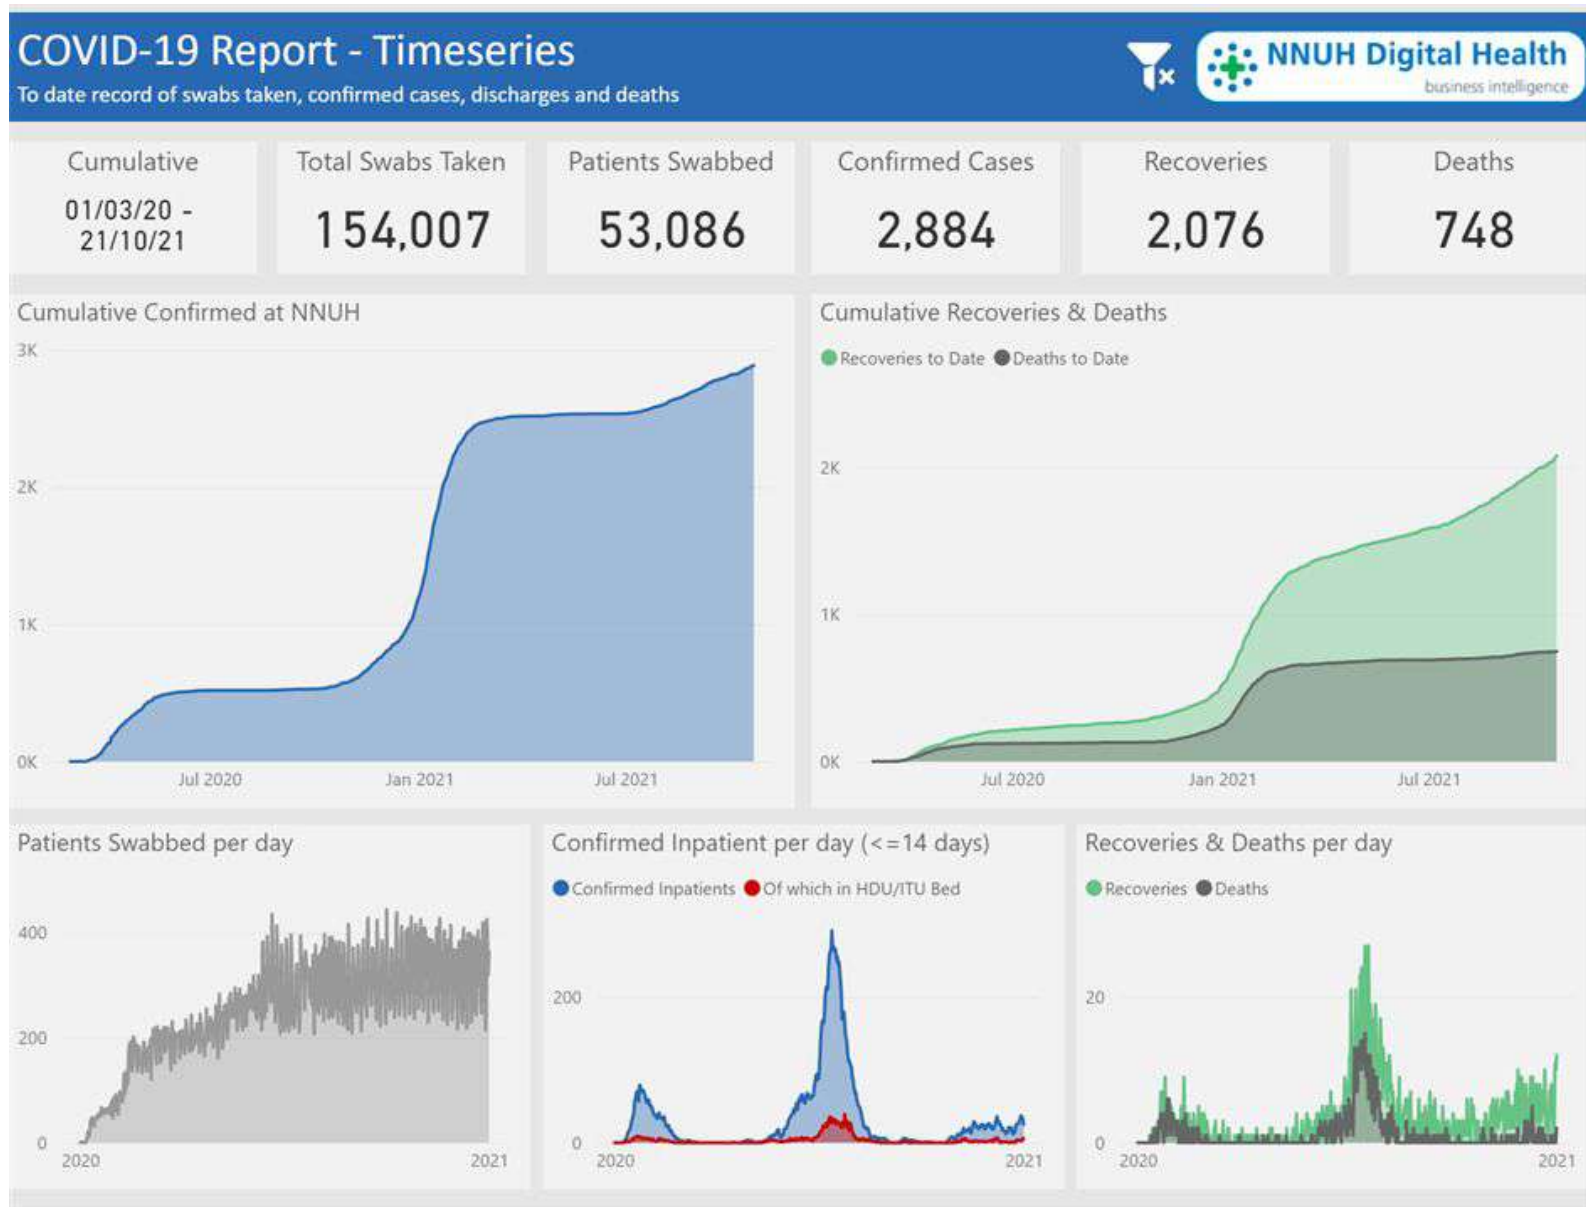 COVID-19 Report - Timeseries
To date record of swabs taken, confirmed cases, discharges and deaths
NNUH Digital Health
business intelligence
Cumulative
01/03/20 -
21/10/21
Total Swabs Taken
154,007
Patients Swabbed
53,086
Confirmed Cases
2,884
Recoveries
2,076
Deaths
748
Cumulative Confirmed at NNUH
3K
2K
1K
0K
Jul 2020 Jan 2021 Jul 2021
Cumulative Recoveries & Deaths
Recoveries to Date Deaths to Date
2K
1K
0K
Jul 2020 Jan 2021 Jul 2021
Patients Swabbed per day
400
200
0
2020 2021
Confirmed Inpatient per day (<=14 days)
Confirmed Inpatients Of which in HDU/ITU Bed
200
0
2020 2021
Recoveries & Deaths per day
Recoveries Deaths
20
0
2020 2021